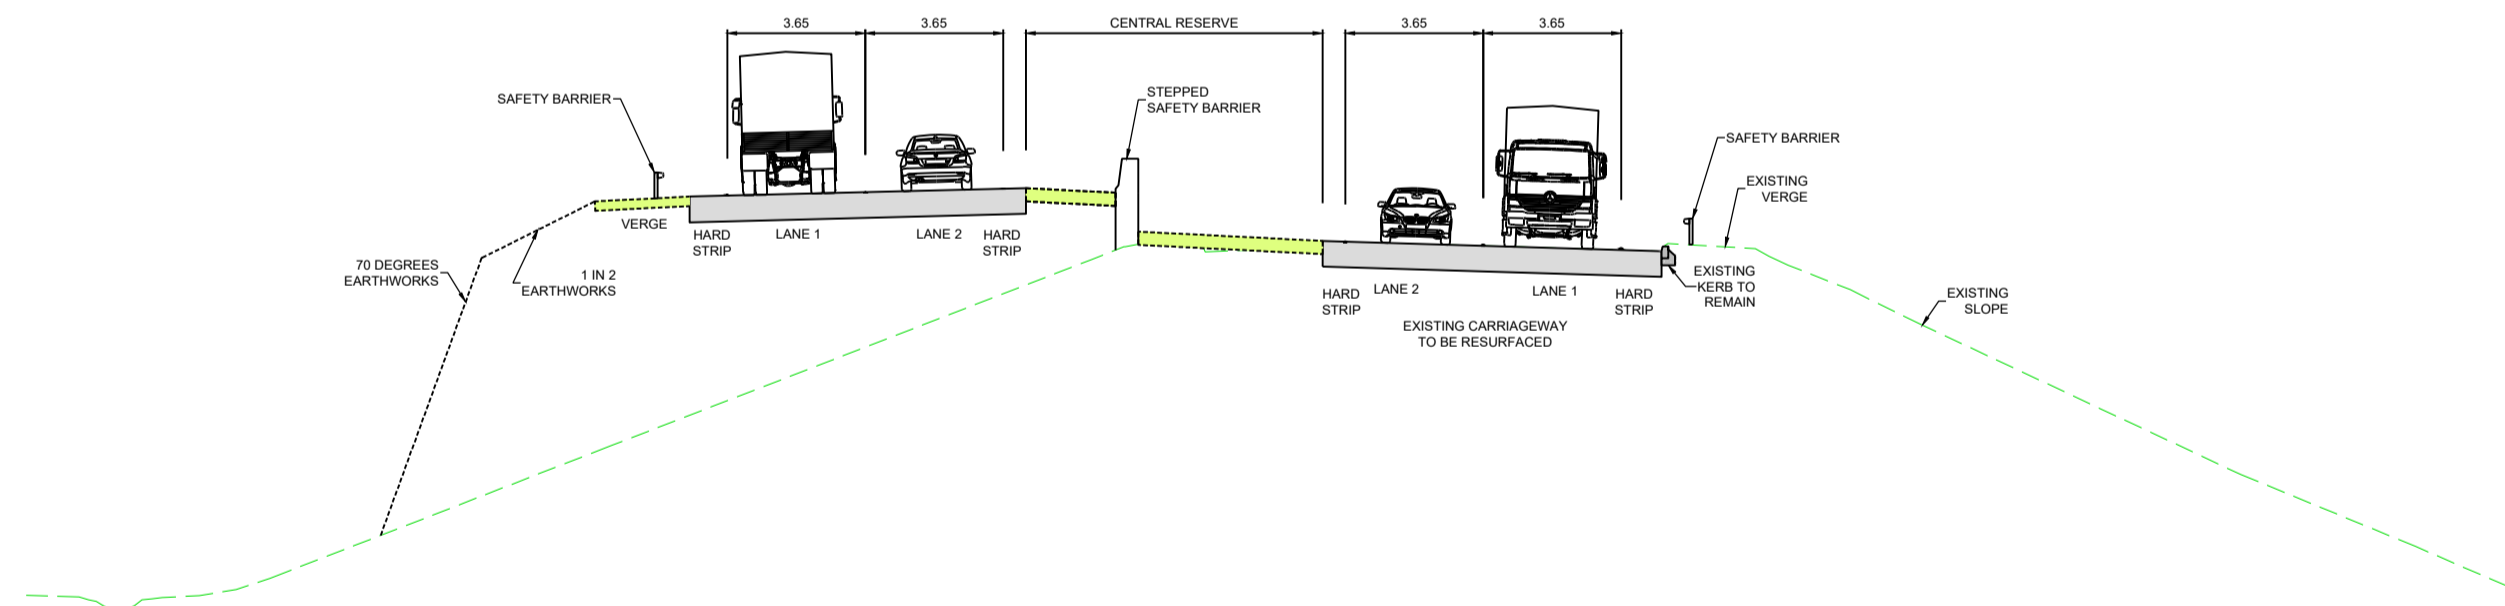 3.65
3.65
CENTRAL RESERVE
3.65
3.65
SAFETY BARRIER
STEPPED
SAFETY BARRIER
SAFETY BARRIER
EXISTING
VERGE
VERGE
HARD
STRIP
LANE 1
LANE 2
HARD
STRIP
70 DEGREES
EARTHWORKS
1 IN 2
EARTHWORKS
HARD
STRIP
LANE 2
LANE 1
HARD
STRIP
EXISTING
KERB TO
REMAIN
EXISTING
SLOPE
EXISTING CARRIAGEWAY
TO BE RESURFACED